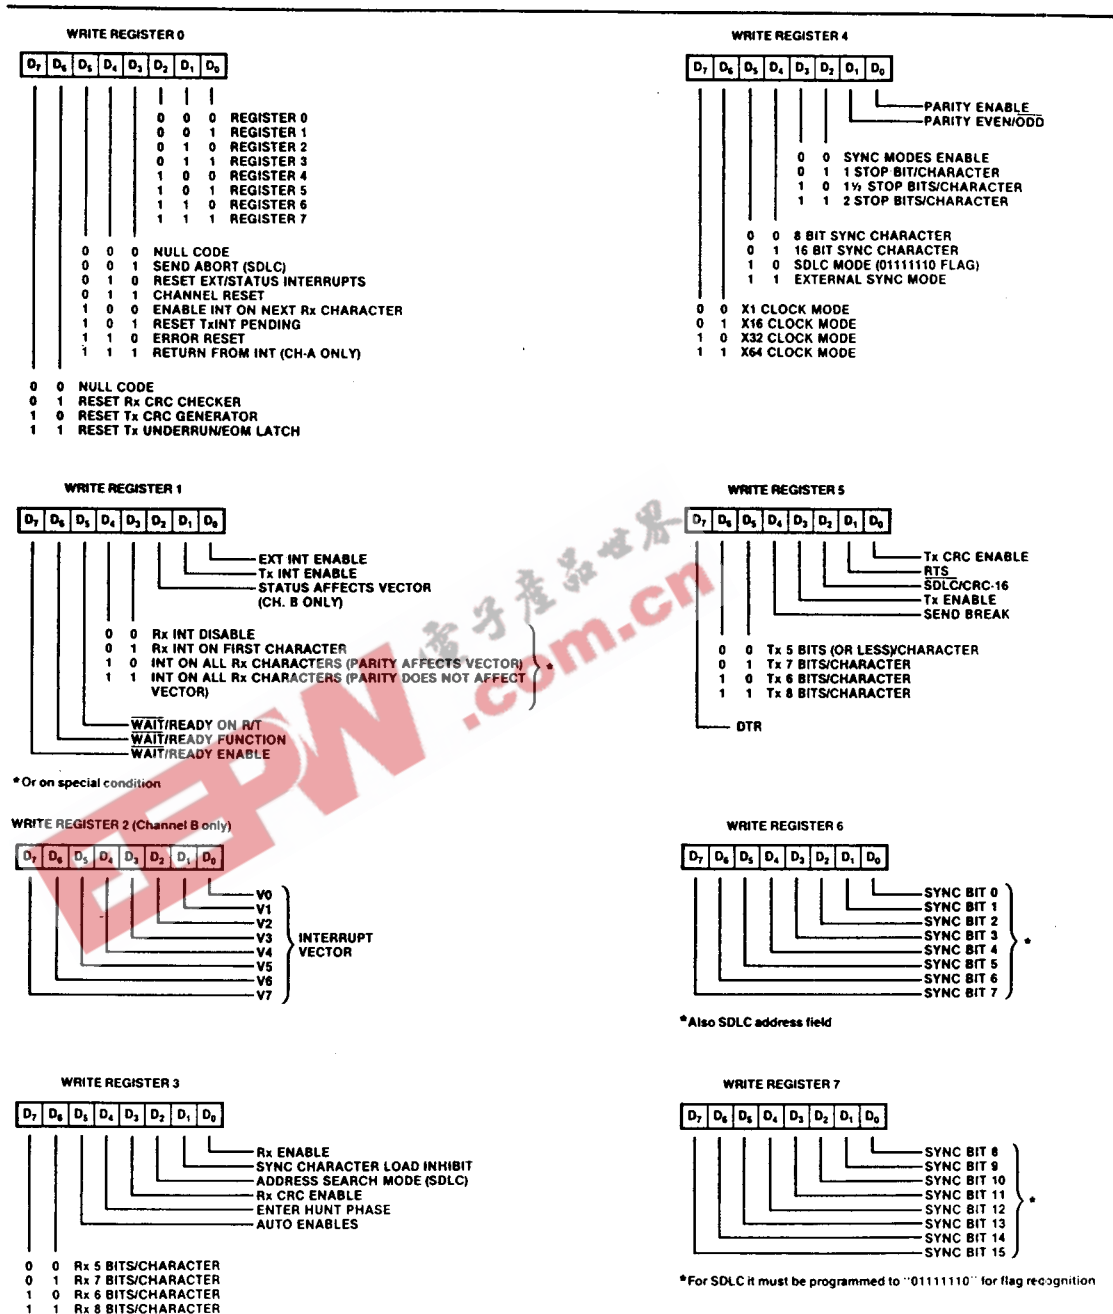 WRITE REGISTER 0
D7 D6 D5 D4 D3 D2 D1 D0
0 0 0 REGISTER 0
0 0 1 REGISTER 1
0 1 0 REGISTER 2
0 1 1 REGISTER 3
1 0 0 REGISTER 4
1 0 1 REGISTER 5
1 1 0 REGISTER 6
1 1 1 REGISTER 7
0 0 0 NULL CODE
0 0 1 SEND ABORT (SDLC)
0 1 0 RESET EXT/STATUS INTERRUPTS
0 1 1 CHANNEL RESET
1 0 0 ENABLE INT ON NEXT Rx CHARACTER
1 0 1 RESET TxINT PENDING
1 1 0 ERROR RESET
1 1 1 RETURN FROM INT (CH-A ONLY)
0 0 NULL CODE
0 1 RESET Rx CRC CHECKER
1 0 RESET Tx CRC GENERATOR
1 1 RESET Tx UNDERRUN/EOM LATCH
WRITE REGISTER 4
D7 D6 D5 D4 D3 D2 D1 D0
PARITY ENABLE
PARITY EVEN/ODD
0 0 SYNC MODES ENABLE
0 1 1 STOP BIT/CHARACTER
1 0 1½ STOP BITS/CHARACTER
1 1 2 STOP BITS/CHARACTER
0 0 8 BIT SYNC CHARACTER
0 1 16 BIT SYNC CHARACTER
1 0 SDLC MODE (01111110 FLAG)
1 1 EXTERNAL SYNC MODE
0 0 X1 CLOCK MODE
0 1 X16 CLOCK MODE
1 0 X32 CLOCK MODE
1 1 X64 CLOCK MODE
WRITE REGISTER 1
D7 D6 D5 D4 D3 D2 D1 D0
EXT INT ENABLE
Tx INT ENABLE
STATUS AFFECTS VECTOR
(CH. B ONLY)
0 0 Rx INT DISABLE
0 1 Rx INT ON FIRST CHARACTER
1 0 INT ON ALL Rx CHARACTERS (PARITY AFFECTS VECTOR)
1 1 INT ON ALL Rx CHARACTERS (PARITY DOES NOT AFFECT
VECTOR)
*
WAIT/READY ON R/T
WAIT/READY FUNCTION
WAIT/READY ENABLE
*Or on special condition
WRITE REGISTER 5
D7 D6 D5 D4 D3 D2 D1 D0
Tx CRC ENABLE
RTS
SDLC/CRC-16
Tx ENABLE
SEND BREAK
0 0 Tx 5 BITS (OR LESS)/CHARACTER
0 1 Tx 7 BITS/CHARACTER
1 0 Tx 6 BITS/CHARACTER
1 1 Tx 8 BITS/CHARACTER
DTR
電子產品世界
EEPW.com.cn
WRITE REGISTER 2 (Channel B only)
D7 D6 D5 D4 D3 D2 D1 D0
V0
V1
V2
V3
V4
V5
V6
V7
INTERRUPT
VECTOR
WRITE REGISTER 6
D7 D6 D5 D4 D3 D2 D1 D0
SYNC BIT 0
SYNC BIT 1
SYNC BIT 2
SYNC BIT 3
SYNC BIT 4
SYNC BIT 5
SYNC BIT 6
SYNC BIT 7
*
*Also SDLC address field
WRITE REGISTER 3
D7 D6 D5 D4 D3 D2 D1 D0
Rx ENABLE
SYNC CHARACTER LOAD INHIBIT
ADDRESS SEARCH MODE (SDLC)
Rx CRC ENABLE
ENTER HUNT PHASE
AUTO ENABLES
0 0 Rx 5 BITS/CHARACTER
0 1 Rx 7 BITS/CHARACTER
1 0 Rx 6 BITS/CHARACTER
1 1 Rx 8 BITS/CHARACTER
WRITE REGISTER 7
D7 D6 D5 D4 D3 D2 D1 D0
SYNC BIT 8
SYNC BIT 9
SYNC BIT 10
SYNC BIT 11
SYNC BIT 12
SYNC BIT 13
SYNC BIT 14
SYNC BIT 15
*
*For SDLC it must be programmed to "01111110" for flag recognition